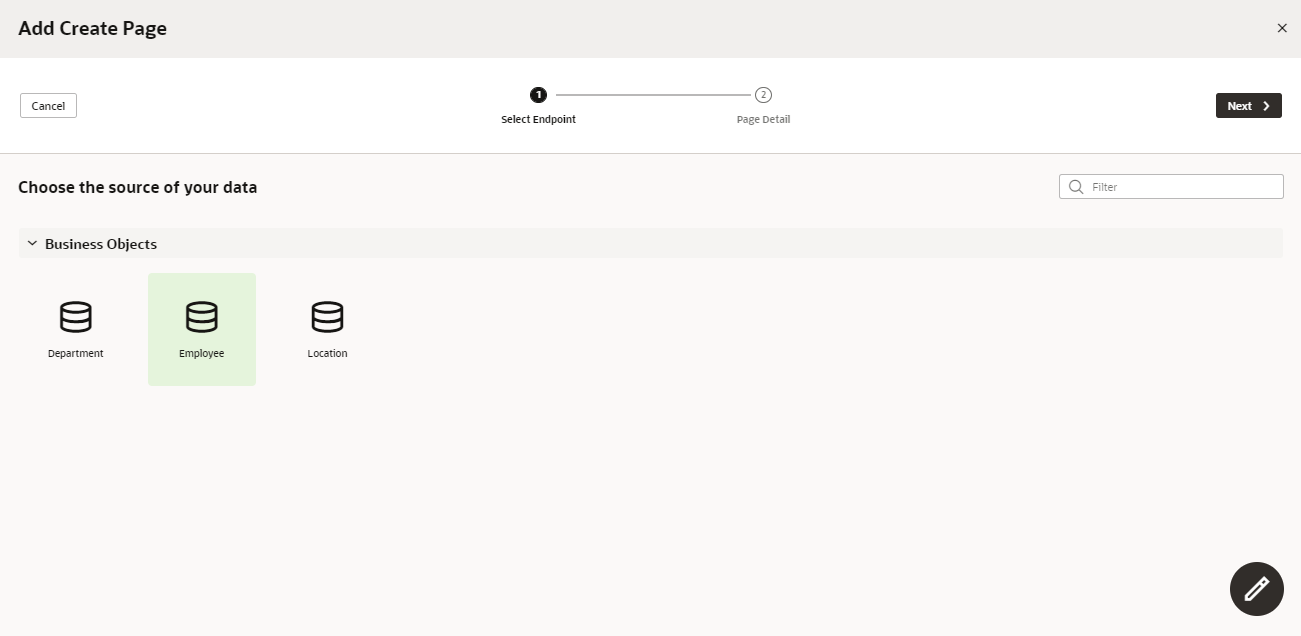 Add Create Page
Cancel
1
2
Select Endpoint
Page Detail
Next
Choose the source of your data
Filter
Business Objects
Department
Employee
Location